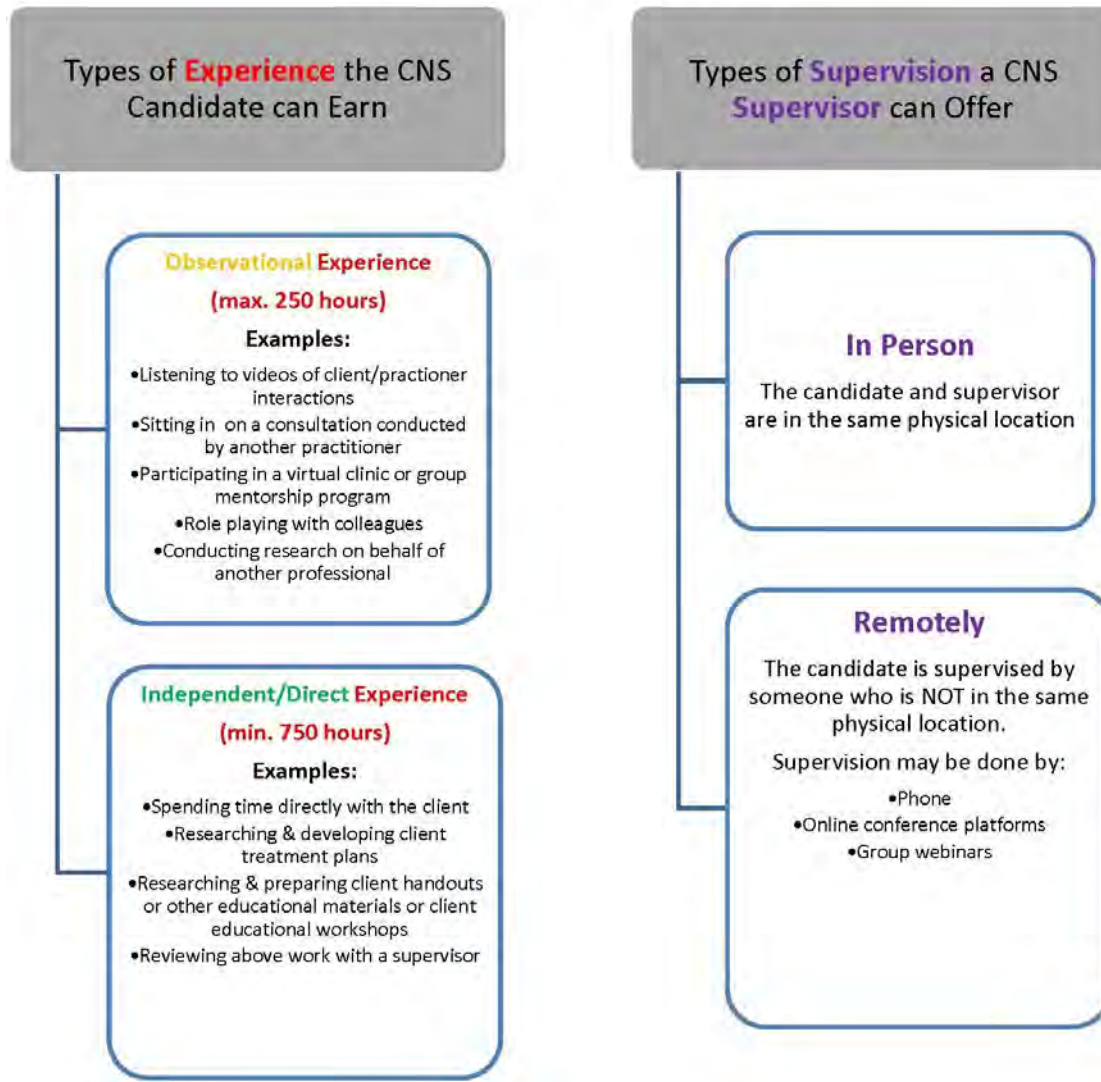 Types of Experience the CNS
Candidate can Earn
Observational Experience
(max. 250 hours)
Examples:
•Listening to videos of client/practioner
interactions
•Sitting in on a consultation conducted
by another practitioner
•Participating in a virtual clinic or group
mentorship program
•Role playing with colleagues
•Conducting research on behalf of
another professional
Independent/Direct Experience
(min. 750 hours)
Examples:
•Spending time directly with the client
•Researching & developing client
treatment plans
•Researching & preparing client handouts
or other educational materials or client
educational workshops
•Reviewing above work with a supervisor
Types of Supervision a CNS
Supervisor can Offer
In Person
The candidate and supervisor
are in the same physical location
Remotely
The candidate is supervised by
someone who is NOT in the same
physical location.
Supervision may be done by:
•Phone
•Online conference platforms
•Group webinars